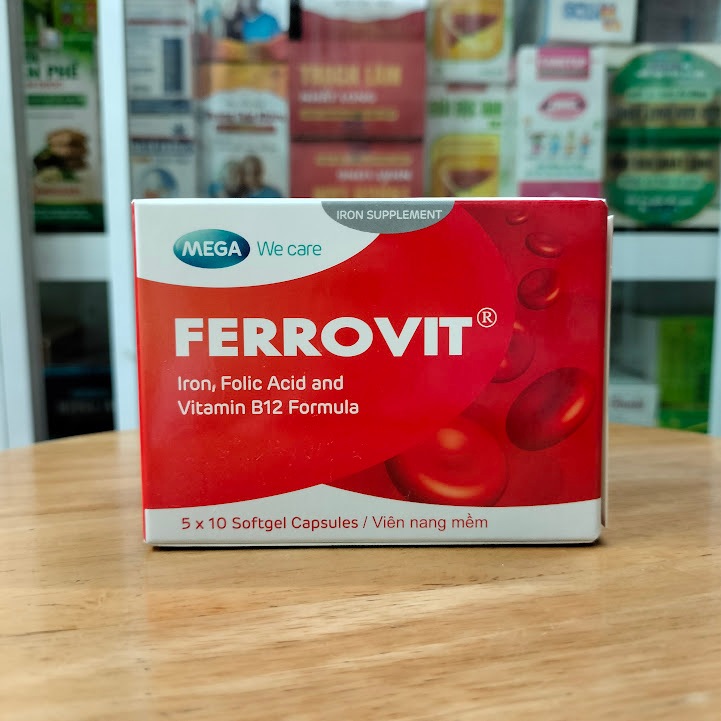 IRON SUPPLEMENT
MEGA We care
FERROVIT®
Iron, Folic Acid and
Vitamin B12 Formula
5 x 10 Softgel Capsules / Viên nang mềm